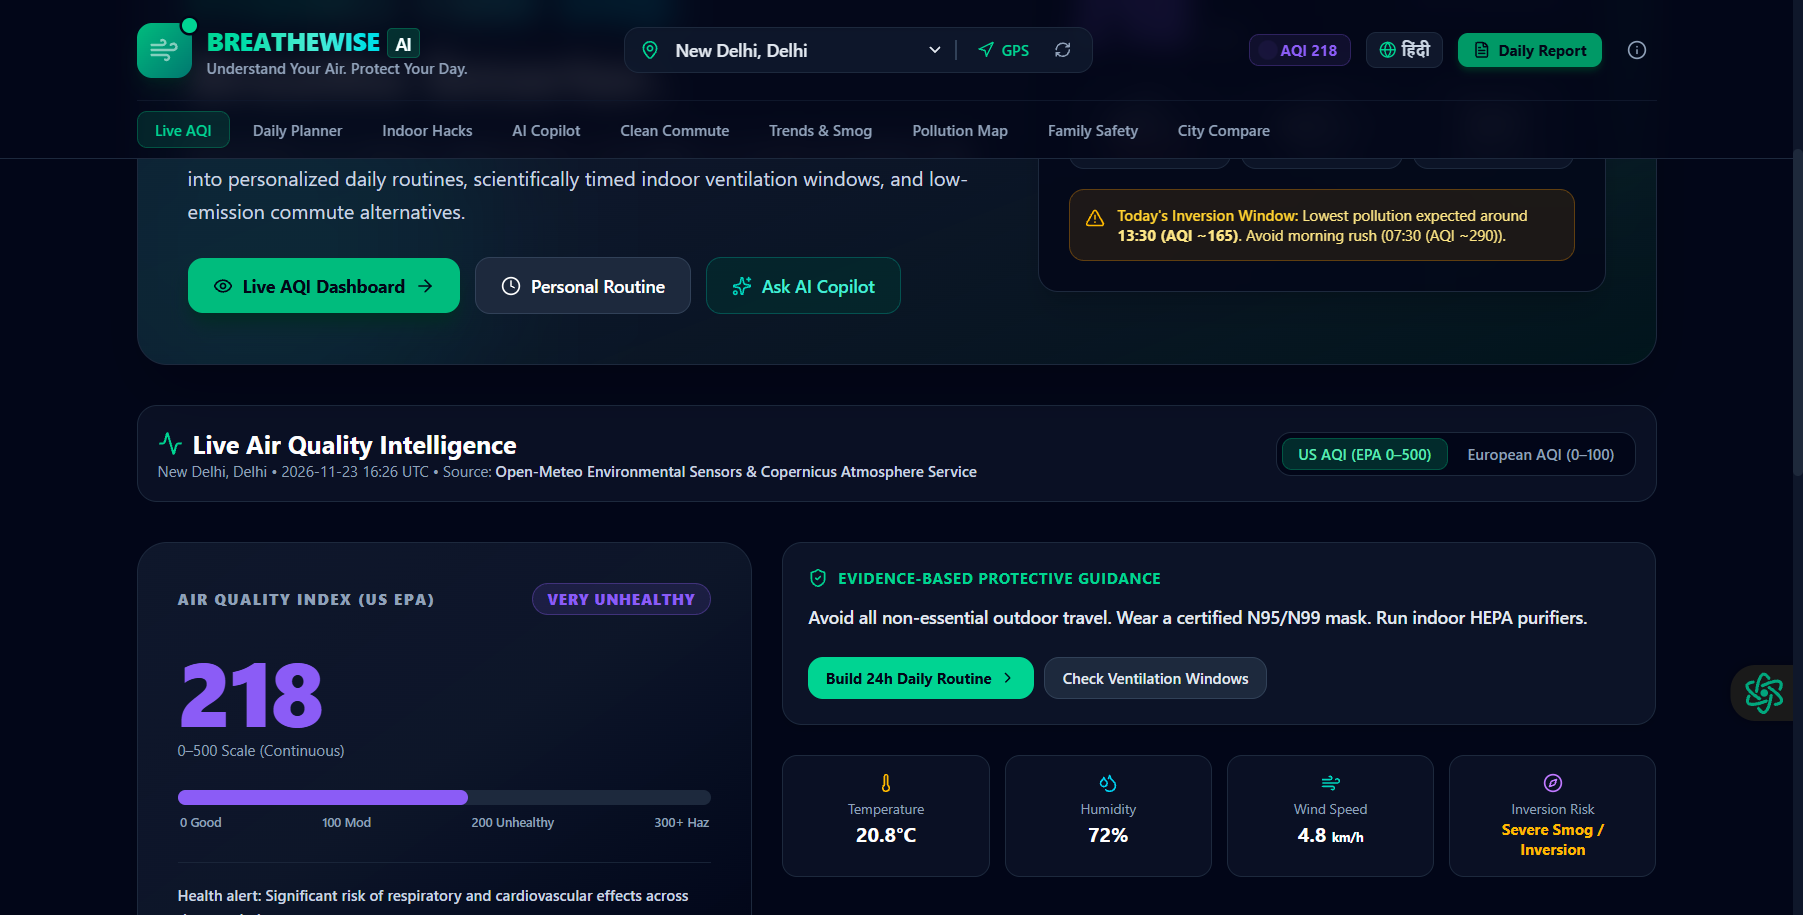 BREATHEWISE AI
Understand Your Air. Protect Your Day.
New Delhi, Delhi
GPS
AQI 218
हिंदी
Daily Report
Live AQI
Daily Planner
Indoor Hacks
AI Copilot
Clean Commute
Trends & Smog
Pollution Map
Family Safety
City Compare
into personalized daily routines, scientifically timed indoor ventilation windows, and low-
emission commute alternatives.
Live AQI Dashboard
Personal Routine
Ask AI Copilot
Today's Inversion Window: Lowest pollution expected around
13:30 (AQI ~165). Avoid morning rush (07:30 (AQI ~290)).
Live Air Quality Intelligence
New Delhi, Delhi • 2026-11-23 16:26 UTC • Source: Open-Meteo Environmental Sensors & Copernicus Atmosphere Service
US AQI (EPA 0–500)
European AQI (0–100)
AIR QUALITY INDEX (US EPA)
VERY UNHEALTHY
218
0–500 Scale (Continuous)
0 Good
100 Mod
200 Unhealthy
300+ Haz
Health alert: Significant risk of respiratory and cardiovascular effects across
EVIDENCE-BASED PROTECTIVE GUIDANCE
Avoid all non-essential outdoor travel. Wear a certified N95/N99 mask. Run indoor HEPA purifiers.
Build 24h Daily Routine
Check Ventilation Windows
Temperature
20.8°C
Humidity
72%
Wind Speed
4.8 km/h
Inversion Risk
Severe Smog /
Inversion